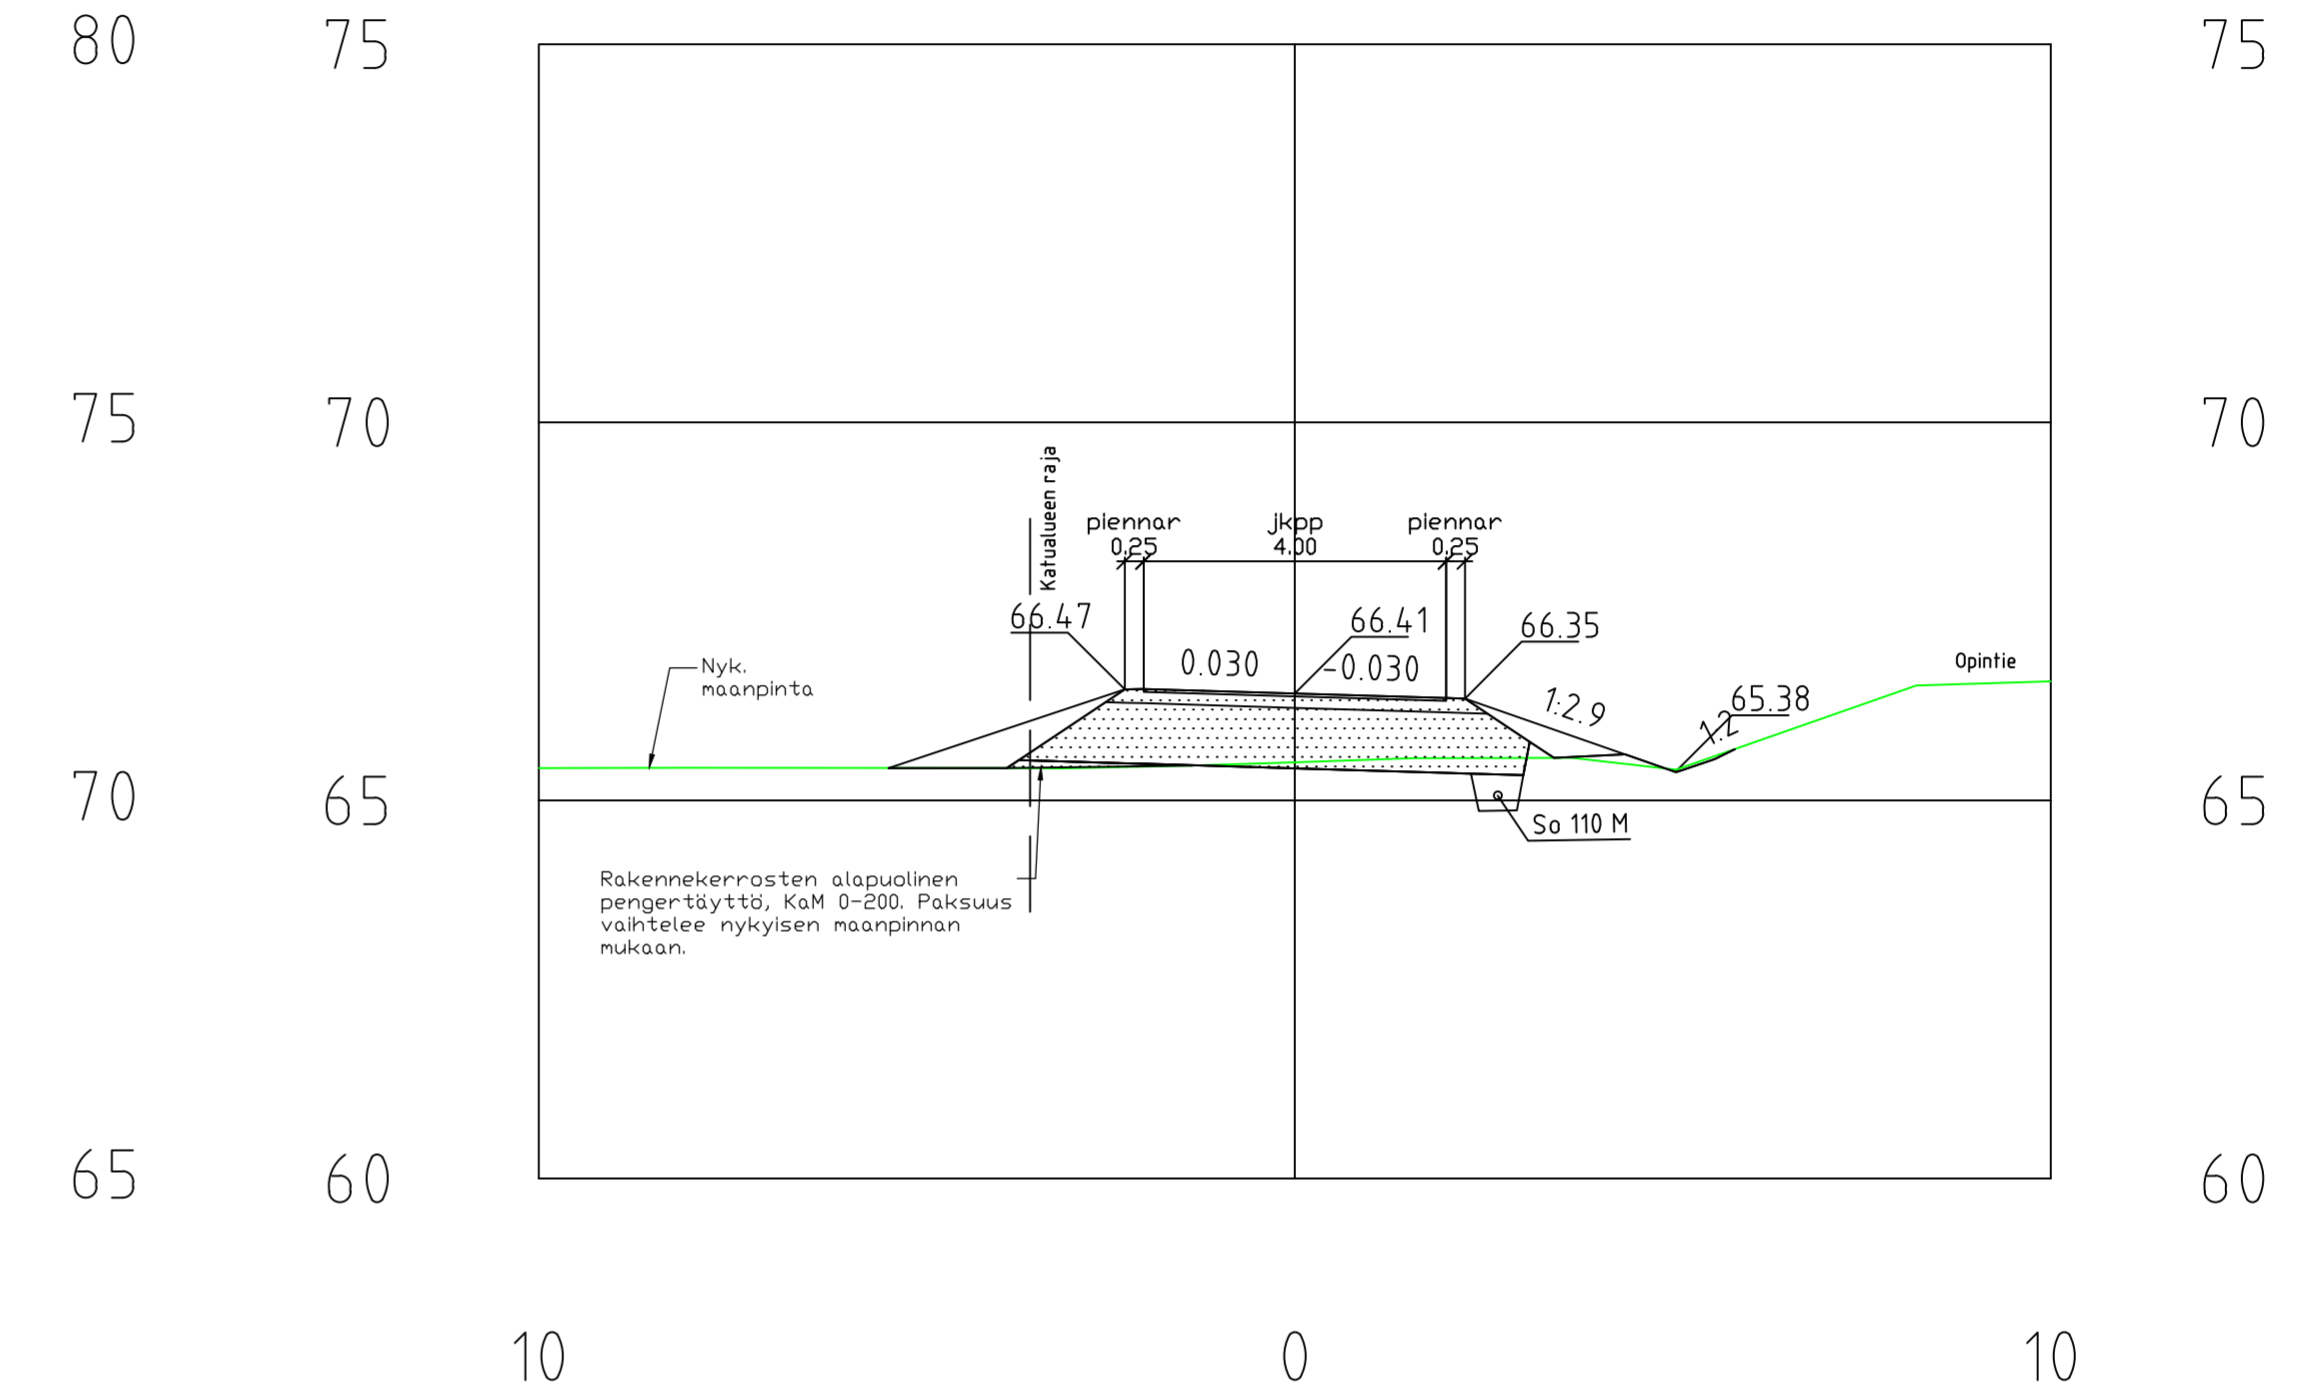 80 75 75
75 70 70
Katualueen raja
piennar jkpp piennar
0.25 4.00 0.25
66.47 66.41 66.35
0.030 -0.030
Nyk.
maanpinta
Opintie
1:2.9
1:2
65.38
70 65 65
So 110 M
Rakennekerrosten alapuolinen
pengertäyttö, KaM 0-200. Paksuus
vaihtelee nykyisen maanpinnan
mukaan.
65 60 60
10 0 10